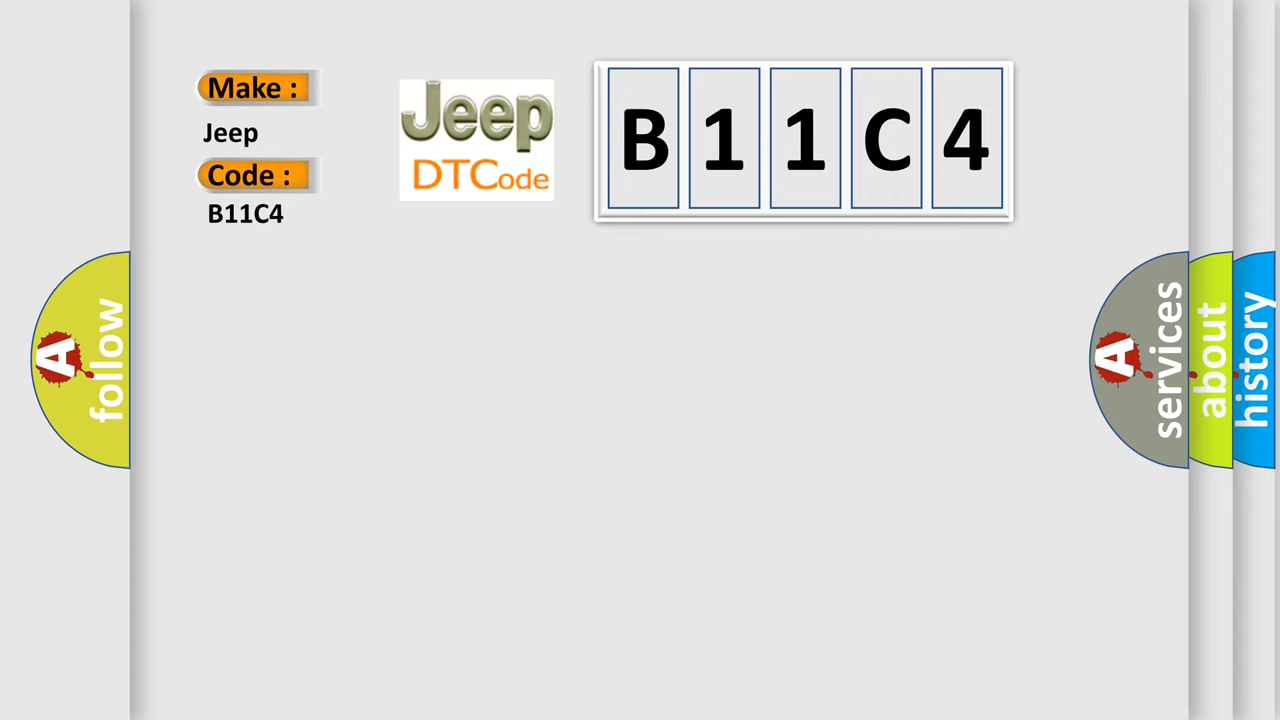 Make :
Jeep
Code :
B11C4
Jeep
DTCode
B 1 1 C 4
A follow
A services
about
history